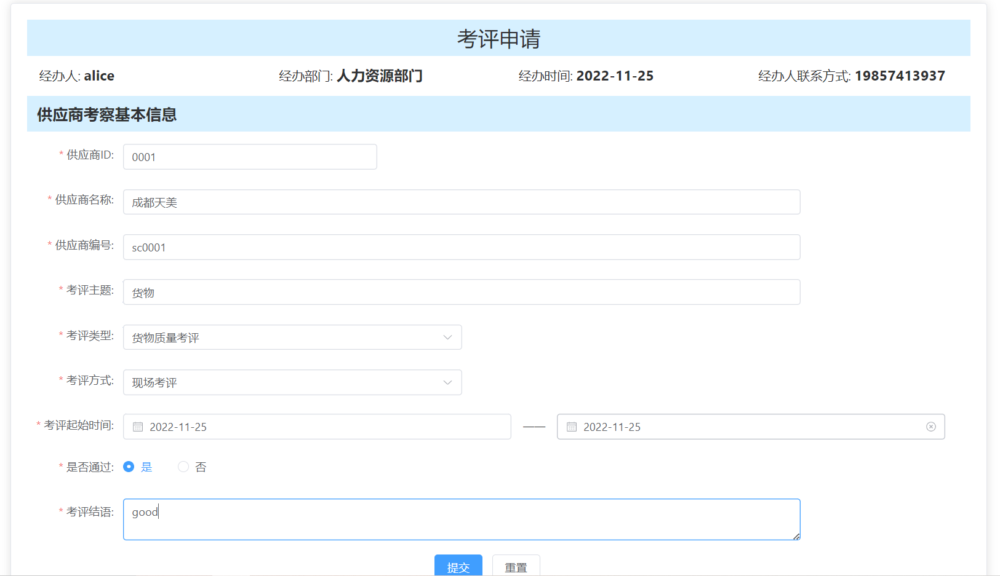 考评申请
经办人: alice 经办部门: 人力资源部门 经办时间: 2022-11-25 经办人联系方式: 19857413937
供应商考察基本信息
* 供应商ID: 0001
* 供应商名称: 成都天美
* 供应商编号: sc0001
* 考评主题: 货物
* 考评类型: 货物质量考评
* 考评方式: 现场考评
* 考评起始时间: 2022-11-25 —— 2022-11-25
* 是否通过: 是 否
* 考评结语: good
提交 重置